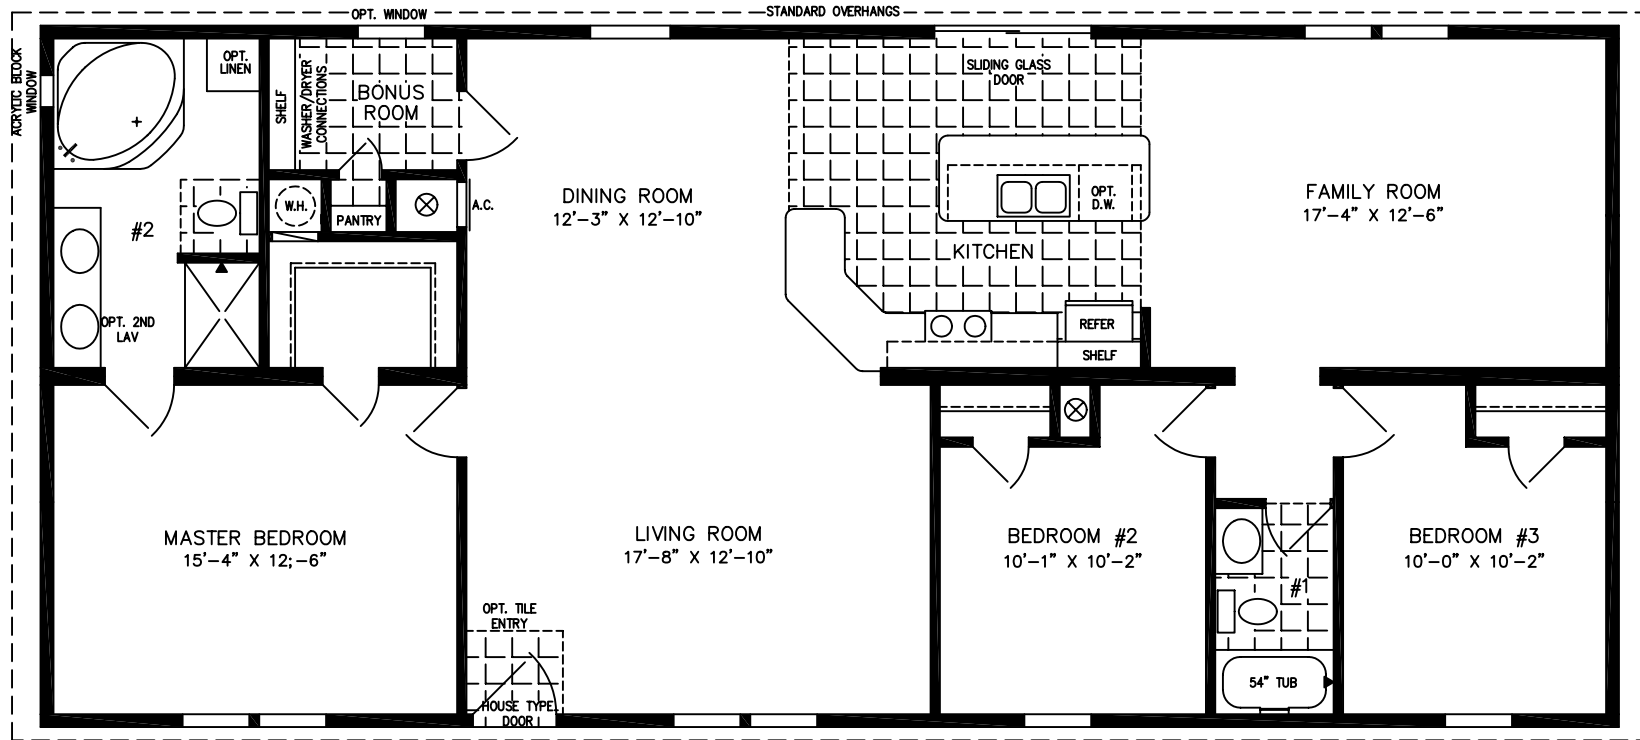 OPT. WINDOW
STANDARD OVERHANGS
ACRYLIC BLOCK
WINDOW
OPT.
LINEN
SHELF
WASHER/DRYER
CONNECTIONS
BONUS
ROOM
SLIDING GLASS
DOOR
DINING ROOM
12'-3" X 12'-10"
FAMILY ROOM
17'-4" X 12'-6"
OPT.
D.W.
W.H.
PANTRY
A.C.
#2
KITCHEN
OPT. 2ND
LAV
REFER
SHELF
MASTER BEDROOM
15'-4" X 12;-6"
LIVING ROOM
17'-8" X 12'-10"
BEDROOM #2
10'-1" X 10'-2"
BEDROOM #3
10'-0" X 10'-2"
#1
OPT. TILE
ENTRY
54" TUB
HOUSE TYPE
DOOR